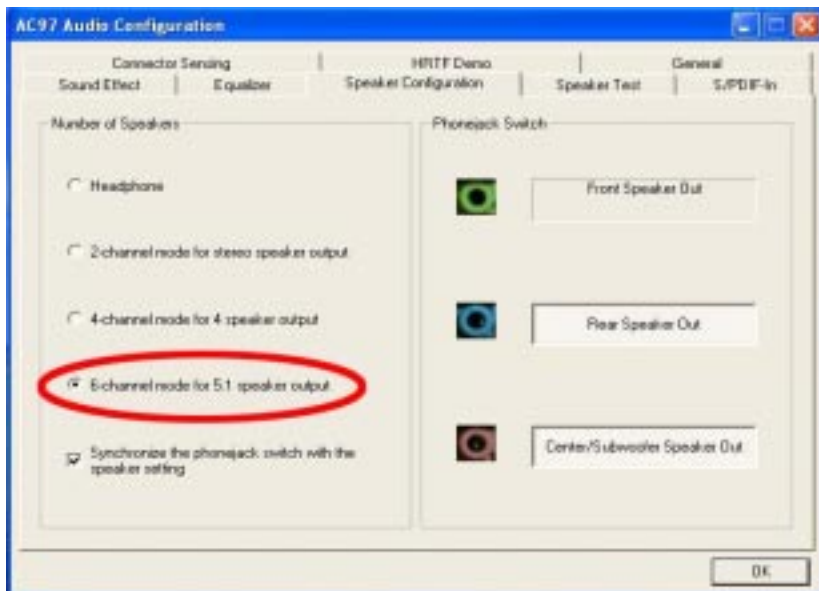 AC97 Audio Configuration
Connector Sensing
HRTF Demo
General
Sound Effect
Equalizer
Speaker Configuration
Speaker Test
S/PDIF-In
Number of Speakers
Headphone
2-channel mode for stereo speaker output
4-channel mode for 4 speaker output
6-channel mode for 5.1 speaker output
Synchronize the phonejack switch with the
speaker setting
Phonejack Switch
Front Speaker Out
Rear Speaker Out
Center/Subwoofer Speaker Out
OK